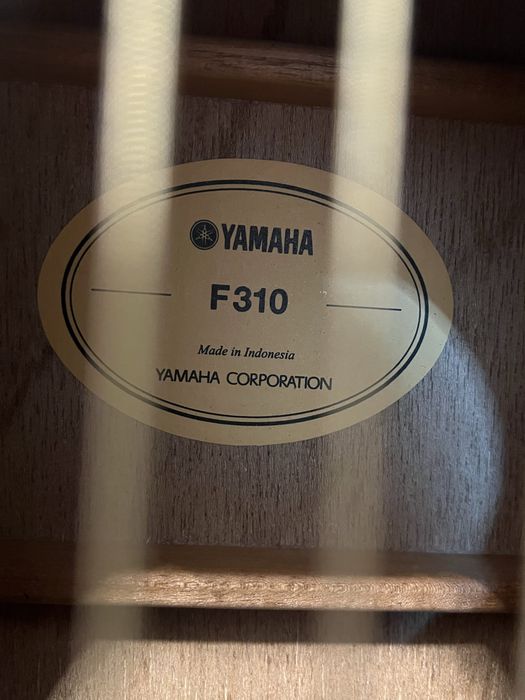 YAMAHA
F310
Made in Indonesia
YAMAHA CORPORATION